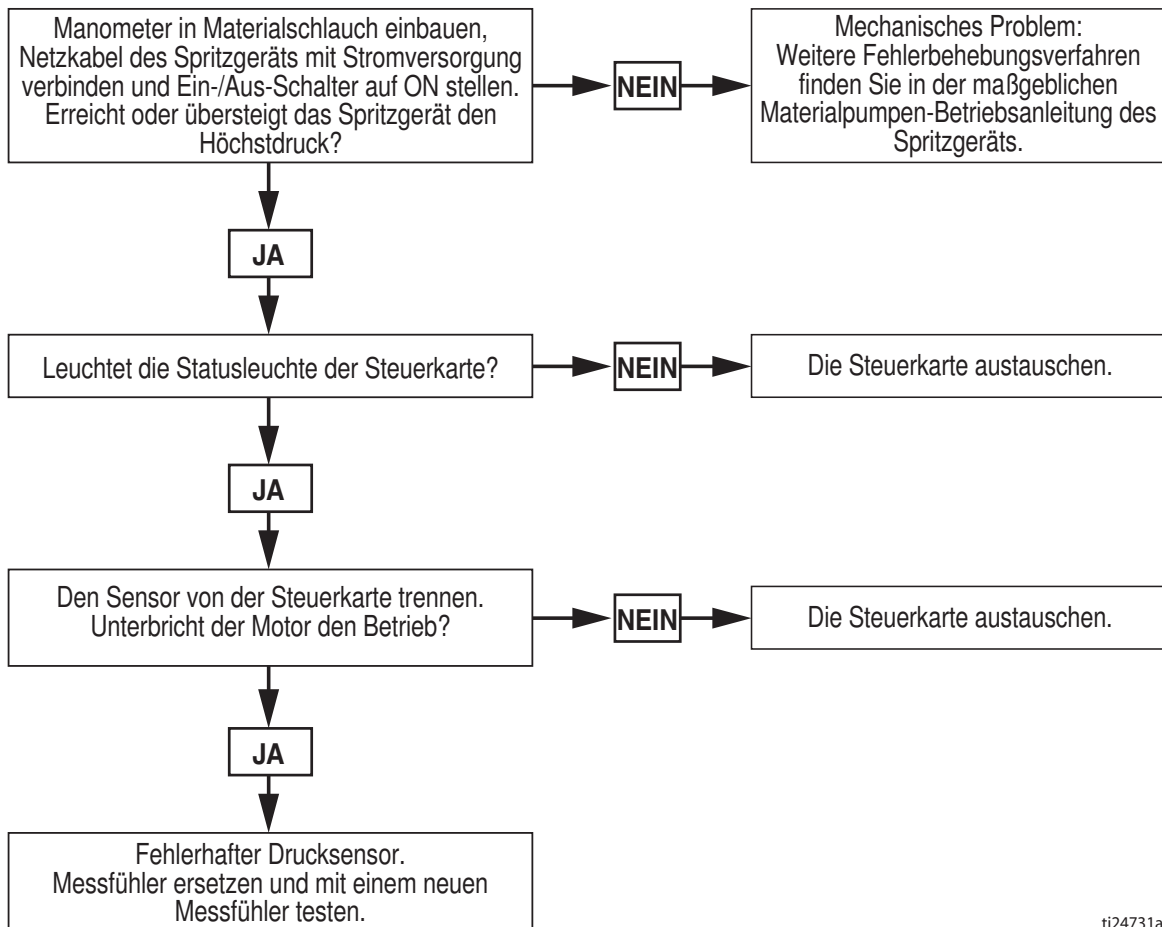 Manometer in Materialschlauch einbauen,
Netzkabel des Spritzgeräts mit Stromversorgung
verbinden und Ein-/Aus-Schalter auf ON stellen.
Erreicht oder übersteigt das Spritzgerät den
Höchstdruck?
NEIN
Mechanisches Problem:
Weitere Fehlerbehebungsverfahren
finden Sie in der maßgeblichen
Materialpumpen-Betriebsanleitung des
Spritzgeräts.
JA
Leuchtet die Statusleuchte der Steuerkarte?
NEIN
Die Steuerkarte austauschen.
JA
Den Sensor von der Steuerkarte trennen.
Unterbricht der Motor den Betrieb?
NEIN
Die Steuerkarte austauschen.
JA
Fehlerhafter Drucksensor.
Messfühler ersetzen und mit einem neuen
Messfühler testen.
ti24731a